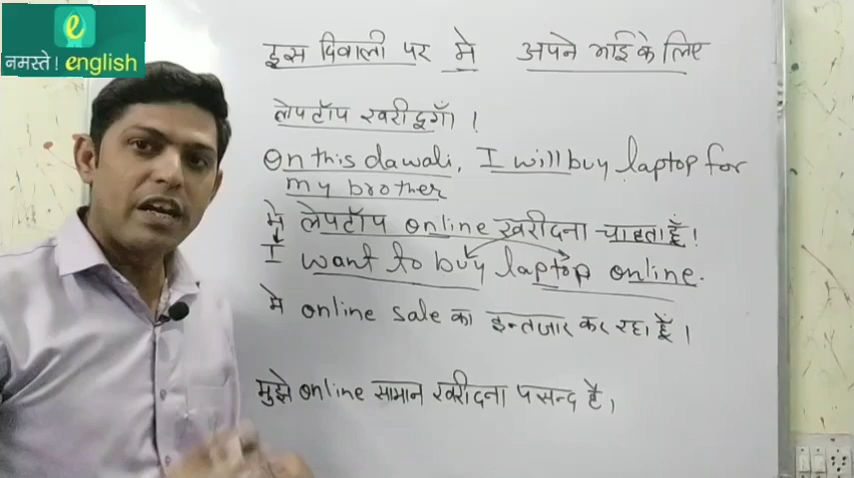 नमस्ते! english
इस दिवाली पर मे अपने भाई के लिए
लेपटॉप खरीदूगाँ।
On this dawali, I will buy laptop for
my brother
मे लेपटॉप online खरीदना चाहता हूँ।
I want to buy laptop online.
मे online sale का इन्तजार कर रहा हूँ।
मुझे online सामान खरीदना पसन्द है।